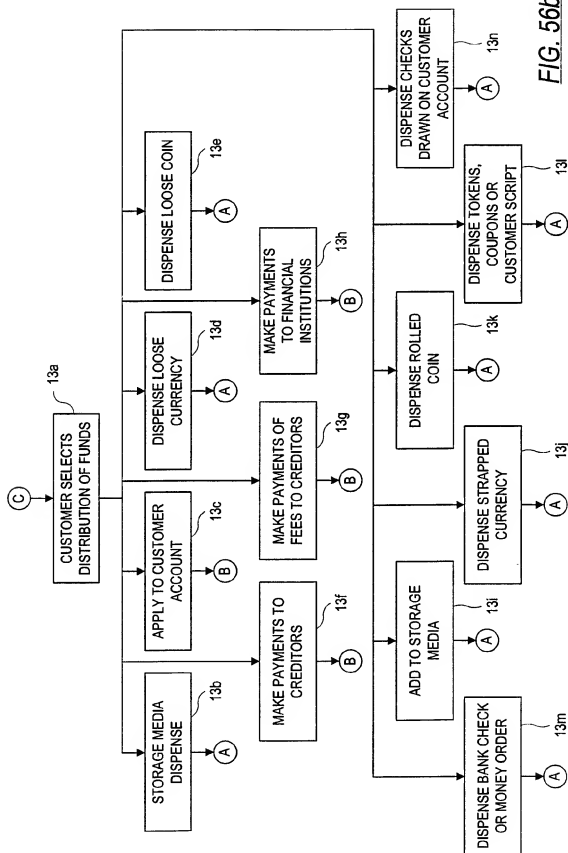 C
13a
CUSTOMER SELECTS
DISTRIBUTION OF FUNDS
STORAGE MEDIA
DISPENSE
13b
A
APPLY TO CUSTOMER
ACCOUNT
13c
B
DISPENSE LOOSE
CURRENCY
13d
A
DISPENSE LOOSE COIN
13e
A
MAKE PAYMENTS TO
CREDITORS
13f
B
MAKE PAYMENTS OF
FEES TO CREDITORS
13g
B
MAKE PAYMENTS
TO FINANCIAL
INSTITUTIONS
13h
B
ADD TO STORAGE
MEDIA
13i
A
DISPENSE STRAPPED
CURRENCY
13j
A
DISPENSE ROLLED
COIN
13k
A
DISPENSE TOKENS,
COUPONS OR
CUSTOMER SCRIPT
13l
A
DISPENSE BANK CHECK
OR MONEY ORDER
13m
A
DISPENSE CHECKS
DRAWN ON CUSTOMER
ACCOUNT
13n
A
FIG. 56b